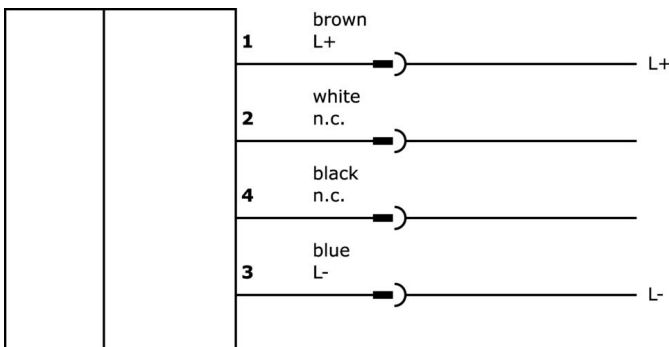 brown
1 L+
L+
white
2 n.c.
black
4 n.c.
blue
3 L-
L-